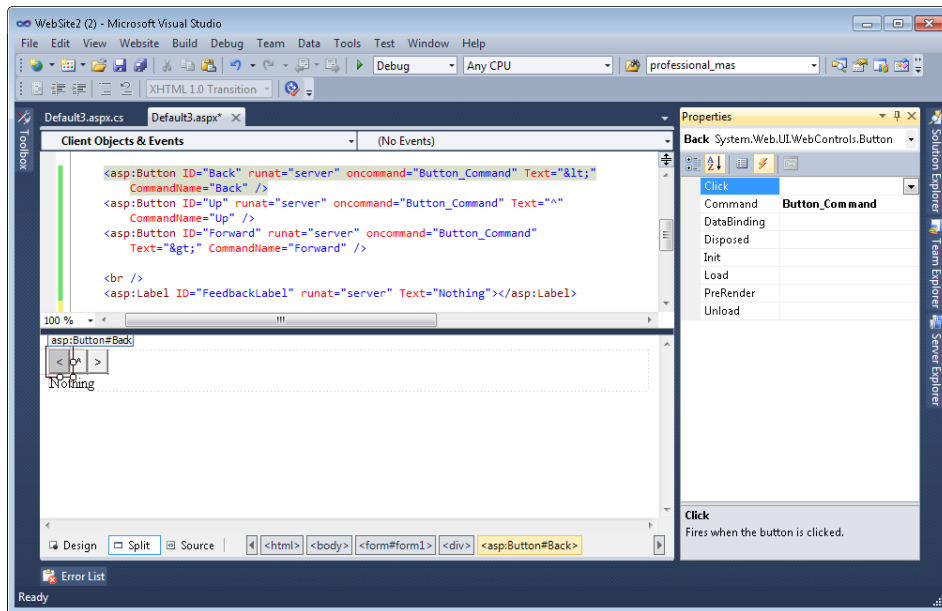 WebSite2 (2) - Microsoft Visual Studio
File Edit View Website Build Debug Team Data Tools Test Window Help
Debug Any CPU professional_mas
XHTML 1.0 Transition
Toolbox
Default3.aspx.cs Default3.aspx*
Client Objects & Events (No Events)
<asp:Button ID="Back" runat="server" oncommand="Button_Command" Text="&lt;"
CommandName="Back" />
<asp:Button ID="Up" runat="server" oncommand="Button_Command" Text="^"
CommandName="Up" />
<asp:Button ID="Forward" runat="server" oncommand="Button_Command"
Text="&gt;" CommandName="Forward" />
<br />
<asp:Label ID="FeedbackLabel" runat="server" Text="Nothing"></asp:Label>
100 %
asp:Button#Back
< ^ >
Nothing
Design Split Source <html> <body> <form#form1> <div> <asp:Button#Back>
Properties
Back System.Web.UI.WebControls.Button
Click
Command Button_Command
DataBinding
Disposed
Init
Load
PreRender
Unload
Click
Fires when the button is clicked.
Solution Explorer
Team Explorer
Server Explorer
Error List
Ready